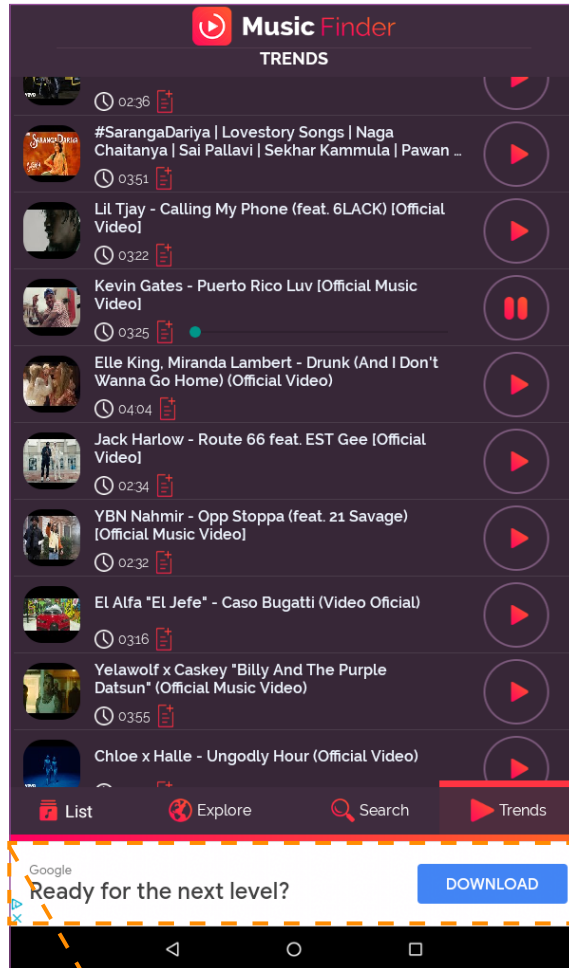 Music Finder
TRENDS
02:36
#SarangaDariya | Lovestory Songs | Naga
Chaitanya | Sai Pallavi | Sekhar Kammula | Pawan ...
03:51
Lil Tjay - Calling My Phone (feat. 6LACK) [Official
Video]
03:22
Kevin Gates - Puerto Rico Luv [Official Music
Video]
03:25
Elle King, Miranda Lambert - Drunk (And I Don't
Wanna Go Home) (Official Video)
04:04
Jack Harlow - Route 66 feat. EST Gee [Official
Video]
02:34
YBN Nahmir - Opp Stoppa (feat. 21 Savage)
[Official Music Video]
02:32
El Alfa "El Jefe" - Caso Bugatti (Video Oficial)
03:16
Yelawolf x Caskey "Billy And The Purple
Datsun" (Official Music Video)
03:55
Chloe x Halle - Ungodly Hour (Official Video)
List
Explore
Search
Trends
Google
Ready for the next level?
DOWNLOAD